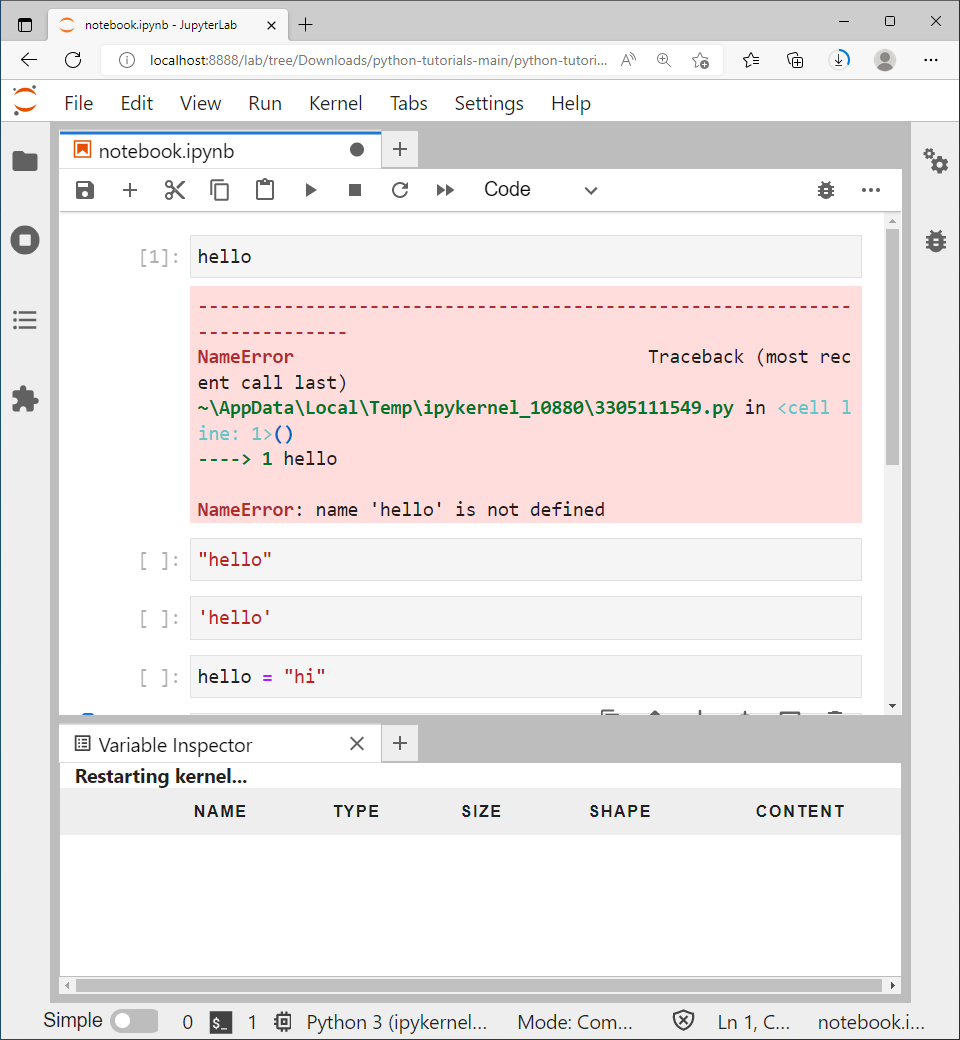 notebook.ipynb - JupyterLab
localhost:8888/lab/tree/Downloads/python-tutorials-main/python-tutori...
File Edit View Run Kernel Tabs Settings Help
notebook.ipynb
Code
[1]: hello
---------------------------------------------------------------------------
NameError Traceback (most rec
ent call last)
~\AppData\Local\Temp\ipykernel_10880\3305111549.py in <cell l
ine: 1>()
----> 1 hello
NameError: name 'hello' is not defined
[ ]: "hello"
[ ]: 'hello'
[ ]: hello = "hi"
Variable Inspector
Restarting kernel...
NAME TYPE SIZE SHAPE CONTENT
Simple 0 $_ 1 Python 3 (ipykernel... Mode: Com... Ln 1, C... notebook.i...